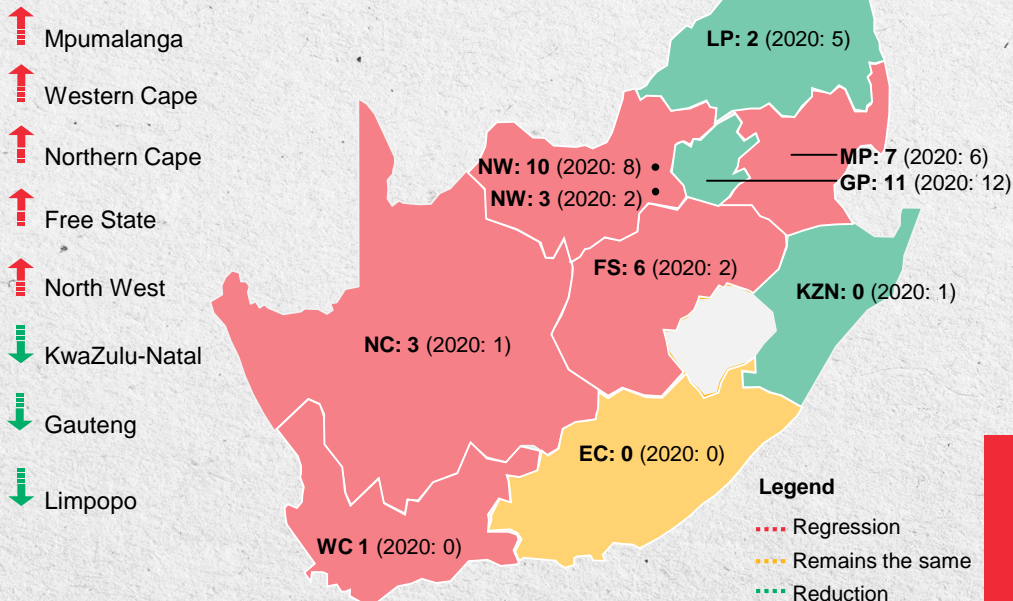 Mpumalanga
Western Cape
Northern Cape
Free State
North West
KwaZulu-Natal
Gauteng
Limpopo
LP: 2 (2020: 5)
MP: 7 (2020: 6)
GP: 11 (2020: 12)
NW: 10 (2020: 8)
NW: 3 (2020: 2)
FS: 6 (2020: 2)
KZN: 0 (2020: 1)
NC: 3 (2020: 1)
EC: 0 (2020: 0)
WC 1 (2020: 0)
Legend
Regression
Remains the same
Reduction